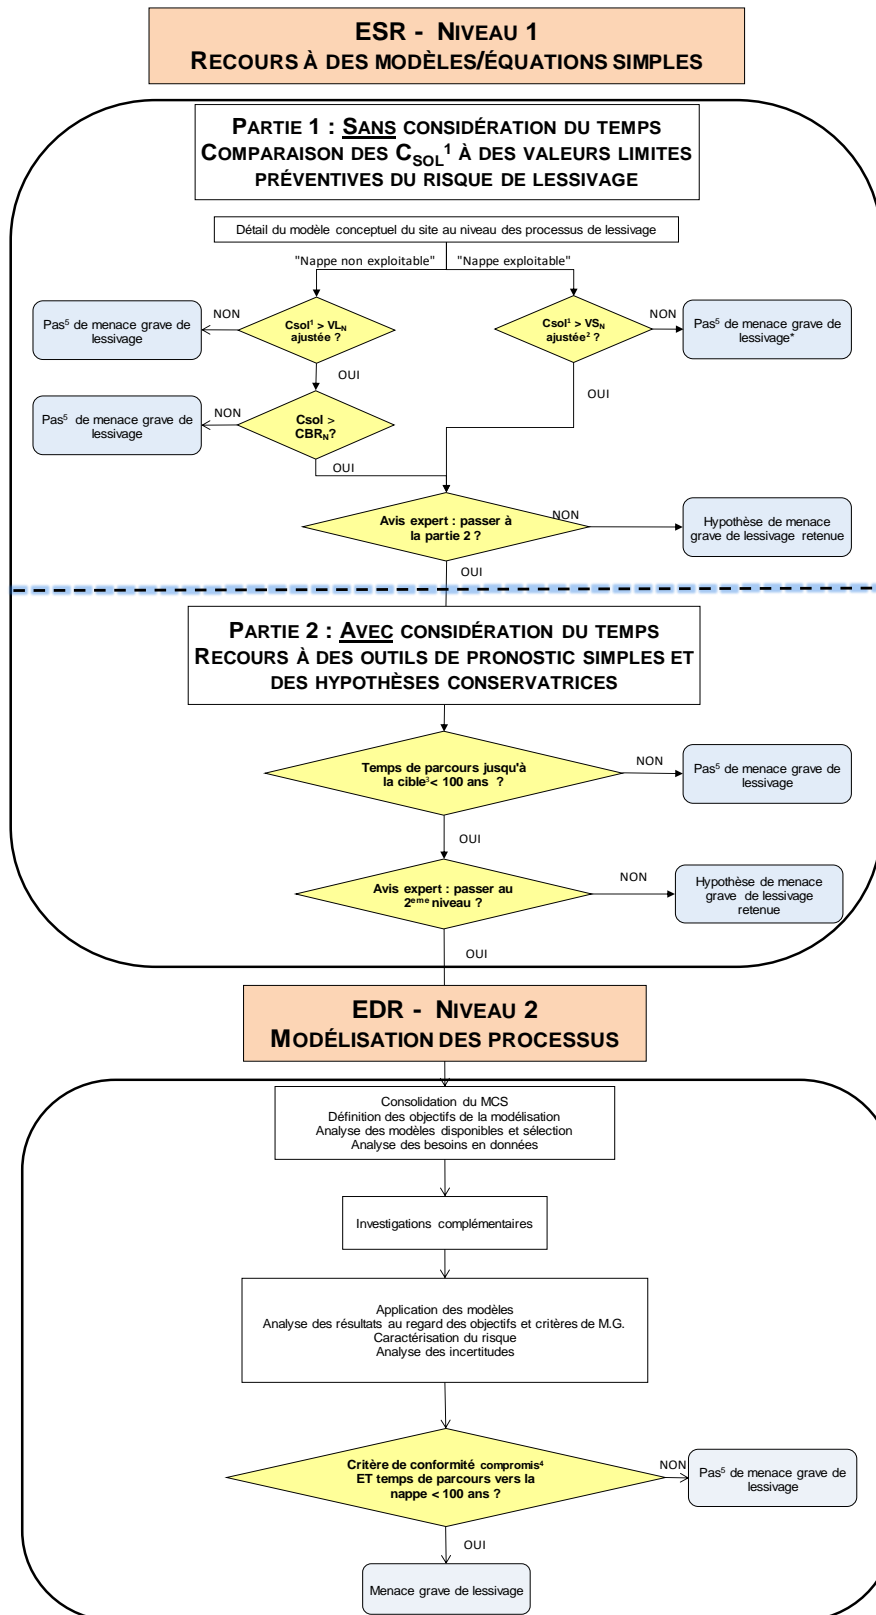 ESR - NIVEAU 1
RECOURS À DES MODÈLES/ÉQUATIONS SIMPLES
PARTIE 1 : SANS CONSIDÉRATION DU TEMPS
COMPARAISON DES CSOL¹ À DES VALEURS LIMITES
PRÉVENTIVES DU RISQUE DE LESSIVAGE
Détail du modèle conceptuel du site au niveau des processus de lessivage
"Nappe non exploitable"
"Nappe exploitable"
Pas⁵ de menace grave de
lessivage
NON
Csol¹ > VLN
ajustée ?
Csol¹ > VSN
ajustée² ?
NON
Pas⁵ de menace grave de
lessivage*
OUI
OUI
Pas⁵ de menace grave de
lessivage
NON
Csol >
CBRN?
OUI
Avis expert : passer à
la partie 2 ?
NON
Hypothèse de menace
grave de lessivage retenue
OUI
PARTIE 2 : AVEC CONSIDÉRATION DU TEMPS
RECOURS À DES OUTILS DE PRONOSTIC SIMPLES ET
DES HYPOTHÈSES CONSERVATRICES
Temps de parcours jusqu'à
la cible³< 100 ans ?
NON
Pas⁵ de menace grave de
lessivage
OUI
Avis expert : passer au
2eme niveau ?
NON
Hypothèse de menace
grave de lessivage
retenue
OUI
EDR - NIVEAU 2
MODÉLISATION DES PROCESSUS
Consolidation du MCS
Définition des objectifs de la modélisation
Analyse des modèles disponibles et sélection
Analyse des besoins en données
Investigations complémentaires
Application des modèles
Analyse des résultats au regard des objectifs et critères de M.G.
Caractérisation du risque
Analyse des incertitudes
Critère de conformité compromis⁴
ET temps de parcours vers la
nappe < 100 ans ?
NON
Pas⁵ de menace grave de
lessivage
OUI
Menace grave de lessivage